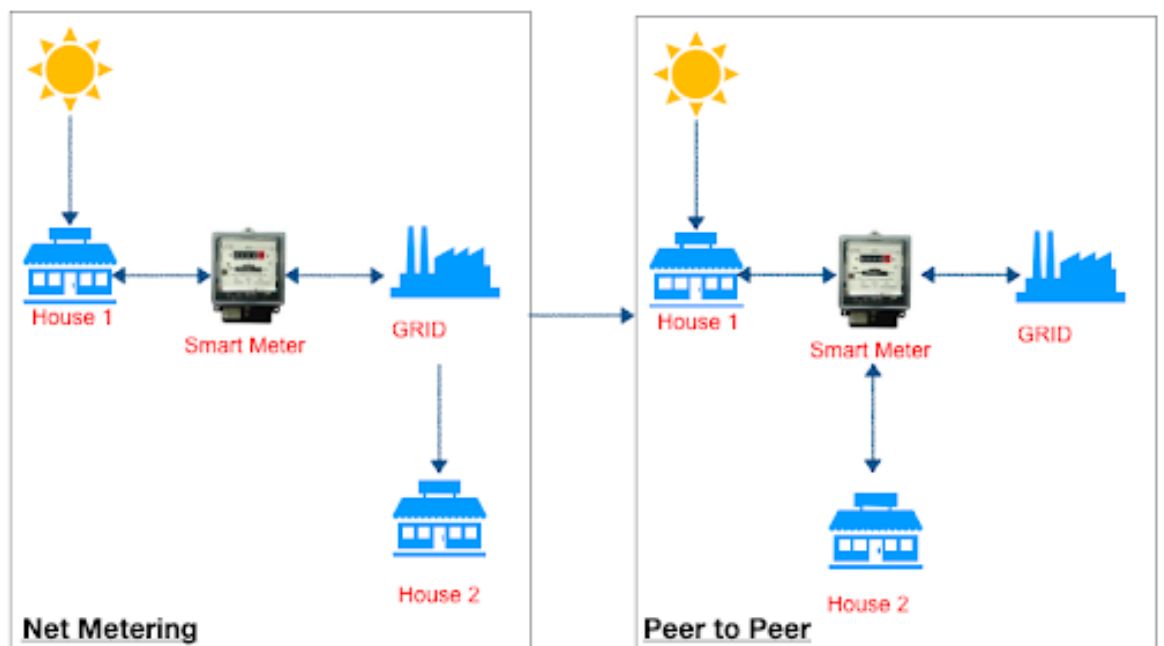 House 1
Smart Meter
GRID
House 2
Net Metering
House 1
Smart Meter
GRID
House 2
Peer to Peer